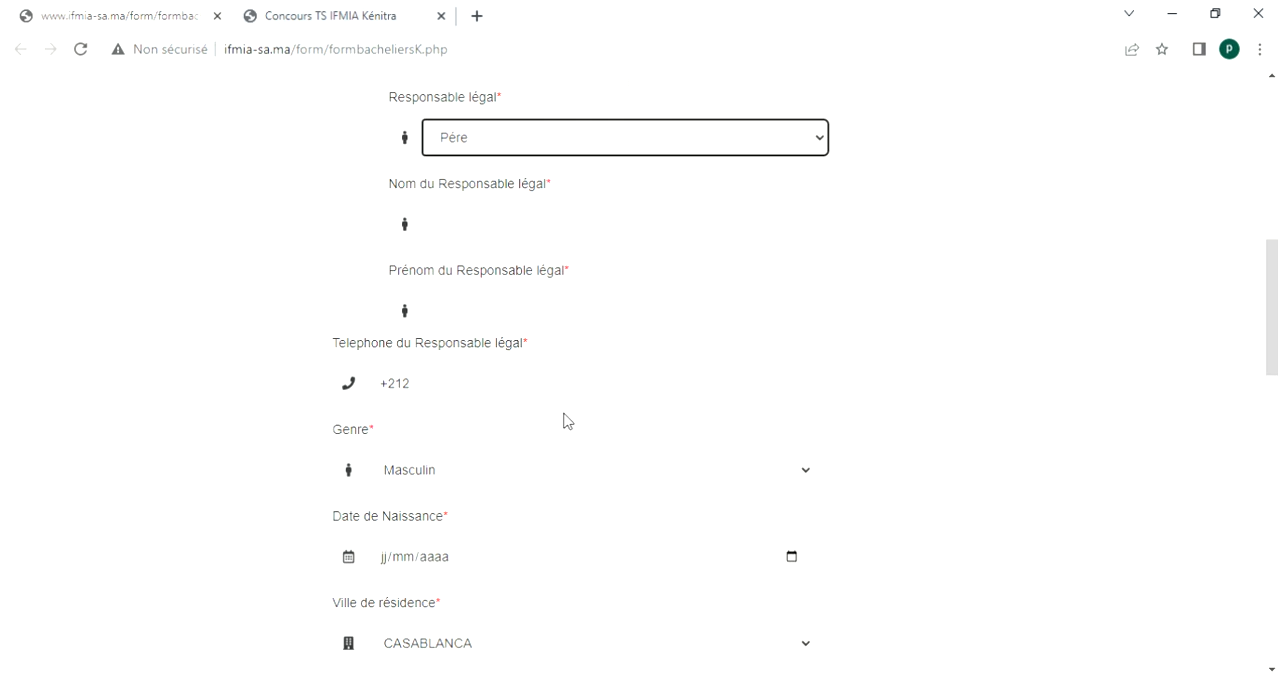 www.ifmia-sa.ma/form/formbac
Concours TS IFMIA Kénitra
Non sécurisé
ifmia-sa.ma/form/formbacheliersK.php
P
Responsable légal*
Pére
Nom du Responsable légal*
Prénom du Responsable légal*
Telephone du Responsable légal*
+212
Genre*
Masculin
Date de Naissance*
jj/mm/aaaa
Ville de résidence*
CASABLANCA